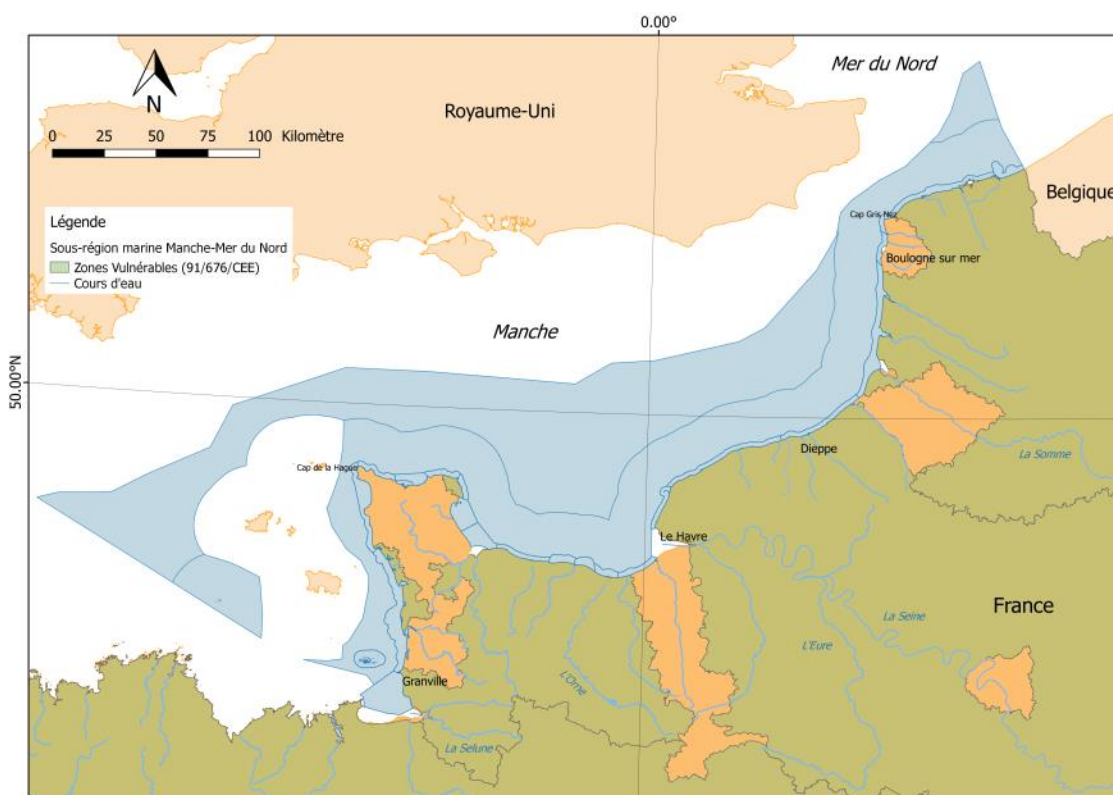 0.00°
Mer du Nord
N
Royaume-Uni
0 25 50 75 100 Kilomètre
Belgique
Légende
Sous-région marine Manche-Mer du Nord
Zones Vulnérables (91/676/CEE)
Cours d'eau
Cap Gris Nez
Boulogne sur mer
Manche
50.00°N
Dieppe
La Somme
Cap de la Hague
Le Havre
France
La Seine
L'Eure
L'Orne
Granville
La Selune